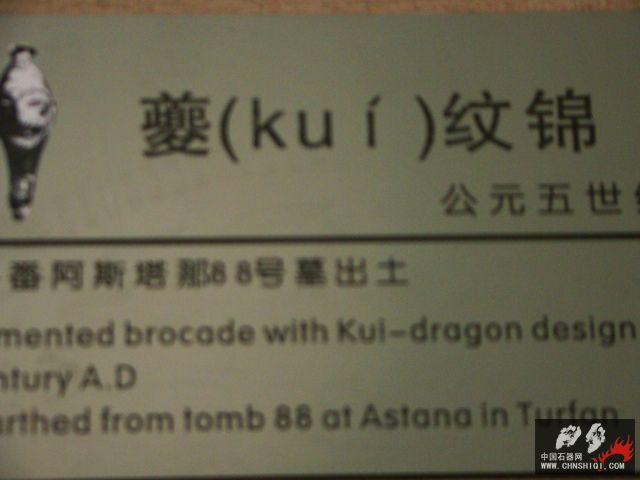 夔(kuí)纹锦
公元五世
番阿斯塔那88号墓出土
mented brocade with Kui-dragon design
ntury A.D
arthed from tomb 88 at Astana in Turfan
中国石器网
WWW.CHNSHIQI.COM